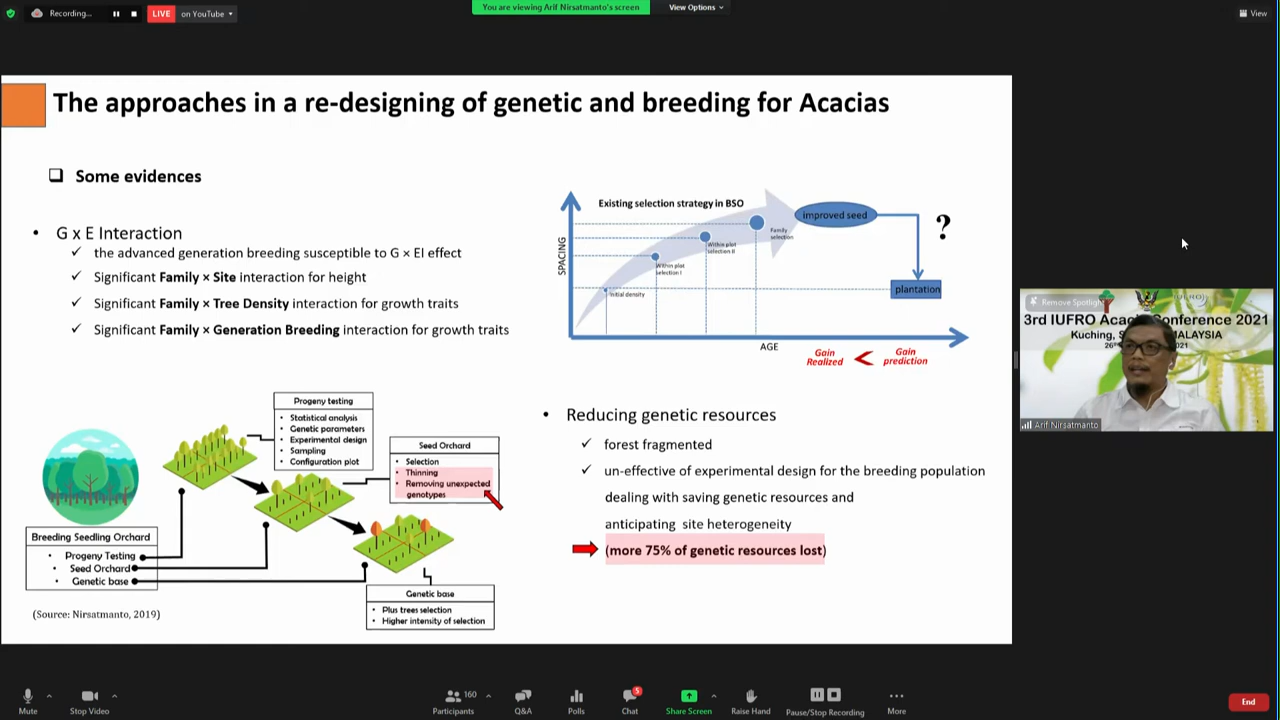 Recording...
LIVE on YouTube
You are viewing Arif Nirsatmanto's screen
View Options
View
The approaches in a re-designing of genetic and breeding for Acacias
Some evidences
• G x E Interaction
✓ the advanced generation breeding susceptible to G × EI effect
✓ Significant Family × Site interaction for height
✓ Significant Family × Tree Density interaction for growth traits
✓ Significant Family × Generation Breeding interaction for growth traits
Existing selection strategy in BSO
SPACING
Initial density
Within plot
selection I
Within plot
selection II
Family
selection
improved seed
?
plantation
AGE
Gain
Realized
<
Gain
prediction
Progeny testing
• Statistical analysis
• Genetic parameters
• Experimental design
• Sampling
• Configuration plot
Seed Orchard
• Selection
• Thinning
• Removing unexpected
genotypes
Breeding Seedling Orchard
• Progeny Testing
• Seed Orchard
• Genetic base
Genetic base
• Plus trees selection
• Higher intensity of selection
(Source: Nirsatmanto, 2019)
• Reducing genetic resources
✓ forest fragmented
✓ un-effective of experimental design for the breeding population
dealing with saving genetic resources and
anticipating site heterogeneity
(more 75% of genetic resources lost)
Remove Spotlight
3rd IUFRO Acacia Conference 2021
Kuching, MALAYSIA
Arif Nirsatmanto
Mute
Stop Video
160
Participants
Q&A
Polls
5
Chat
Share Screen
Raise Hand
Pause/Stop Recording
More
End